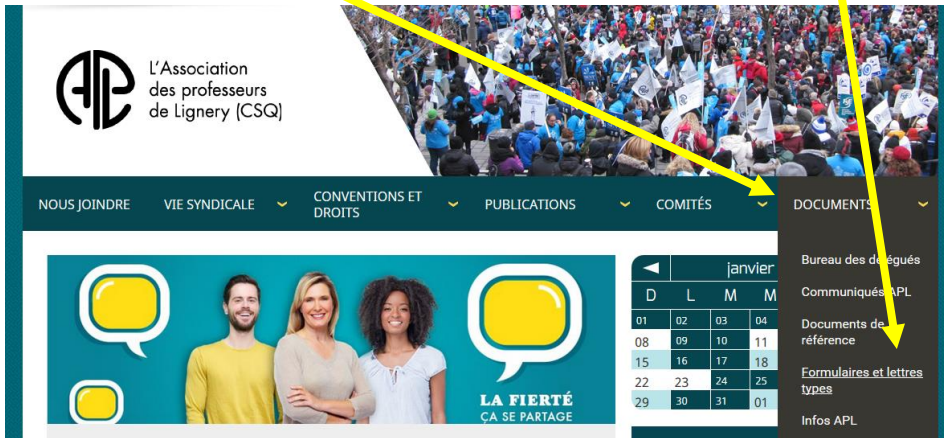 L'Association
des professeurs
de Lignery (CSQ)
NOUS JOINDRE VIE SYNDICALE CONVENTIONS ET DROITS PUBLICATIONS COMITÉS DOCUMENTS
Bureau des délégués
Communiqués APL
Documents de
référence
Formulaires et lettres
types
Infos APL
janvier
D L M M
01 02 03 04
08 09 10 11
15 16 17 18
22 23 24 25
29 30 31 01
LA FIERTÉ
ÇA SE PARTAGE